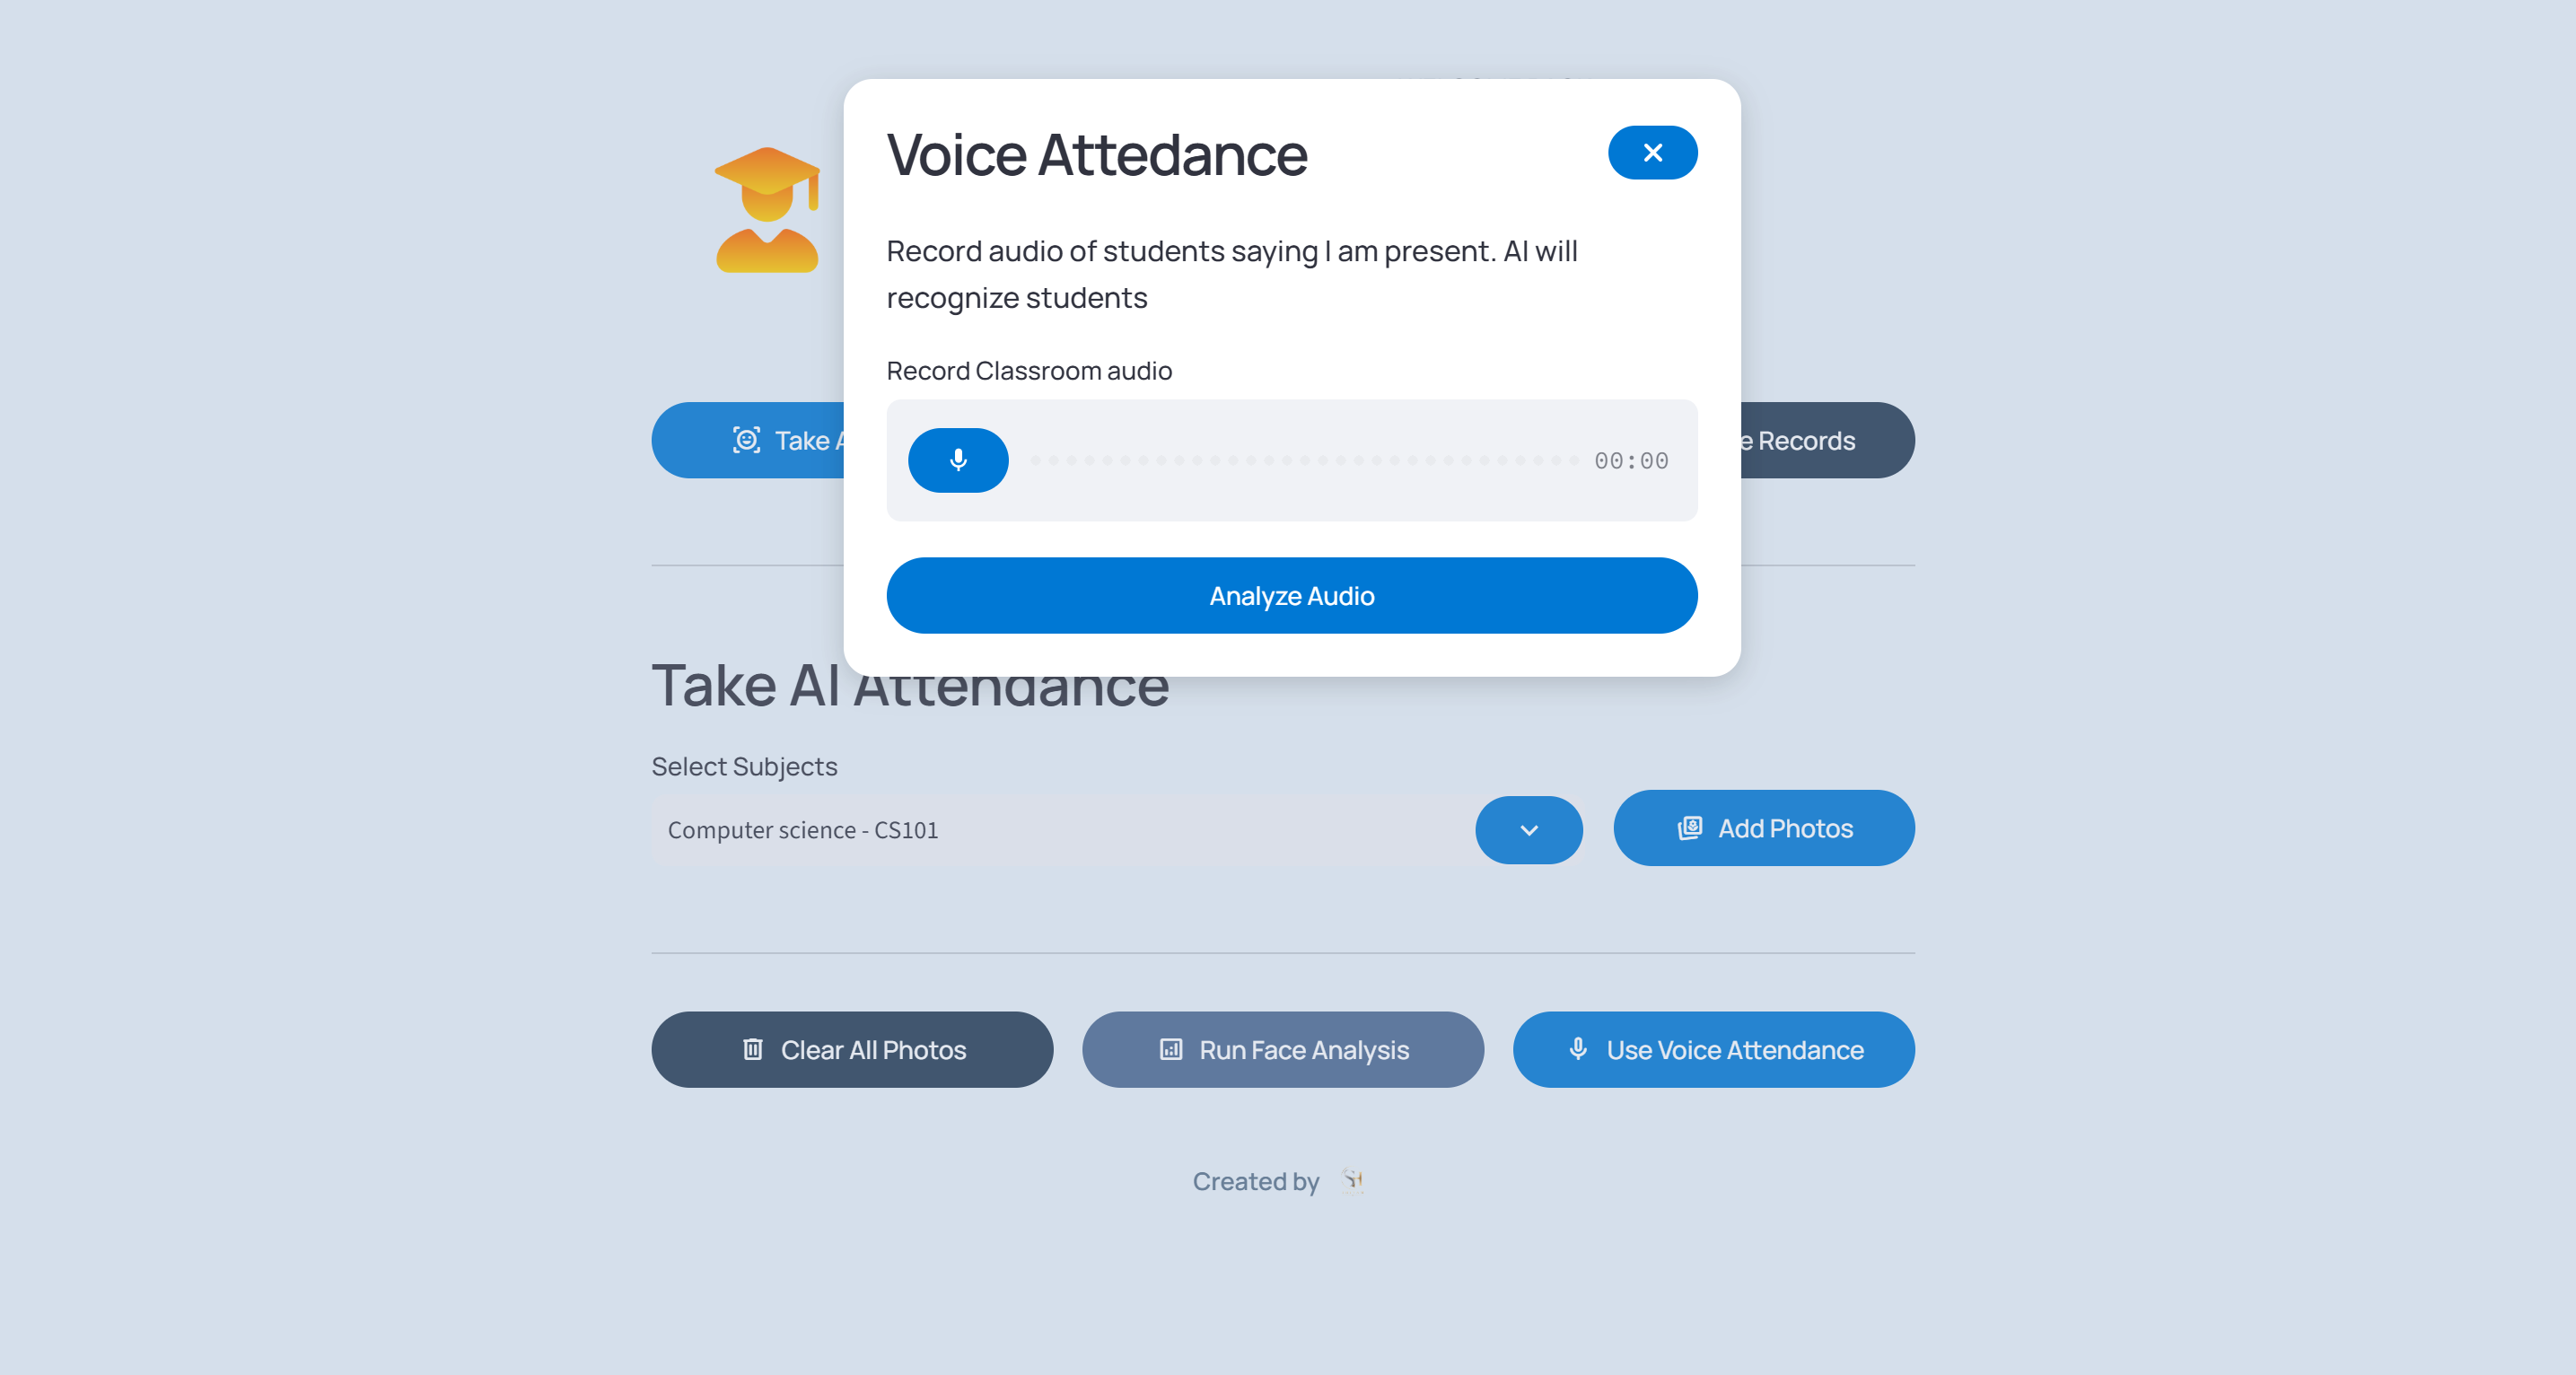 Voice Attedance
Record audio of students saying I am present. AI will
recognize students
Record Classroom audio
00:00
Analyze Audio
Take
Records
Take AI Attendance
Select Subjects
Computer science - CS101
Add Photos
Clear All Photos
Run Face Analysis
Use Voice Attendance
Created by